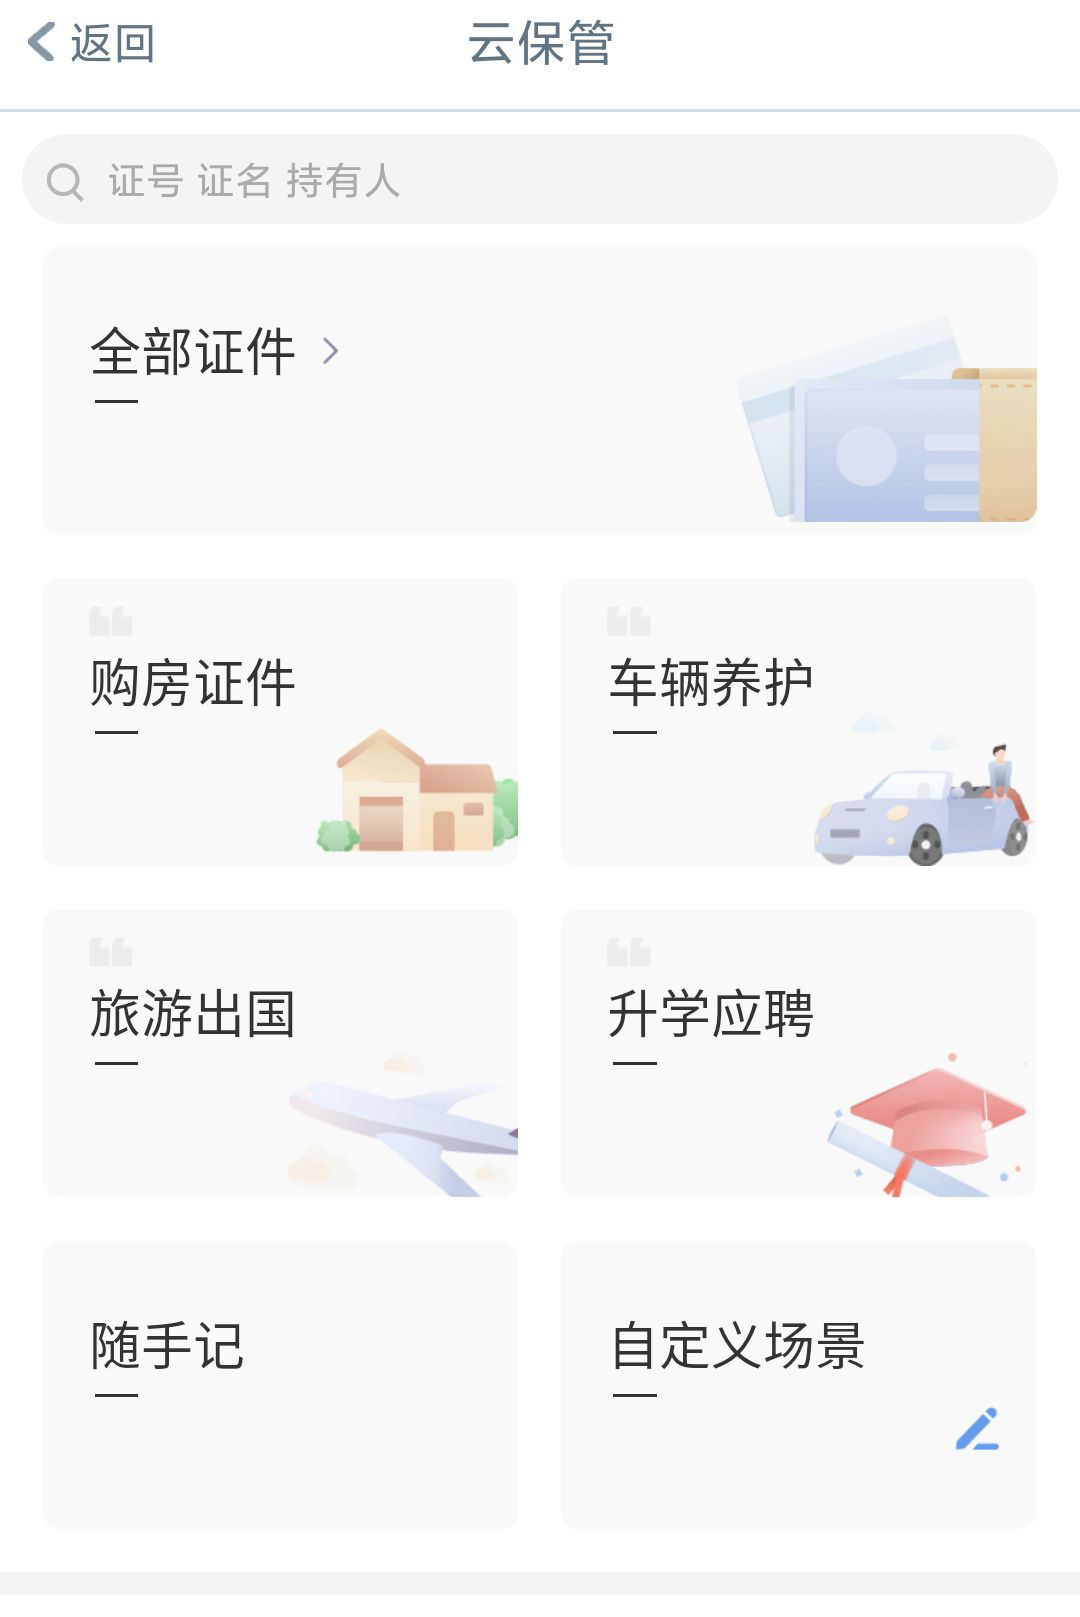 返回
云保管
证号 证名 持有人
全部证件
购房证件
车辆养护
旅游出国
升学应聘
随手记
自定义场景